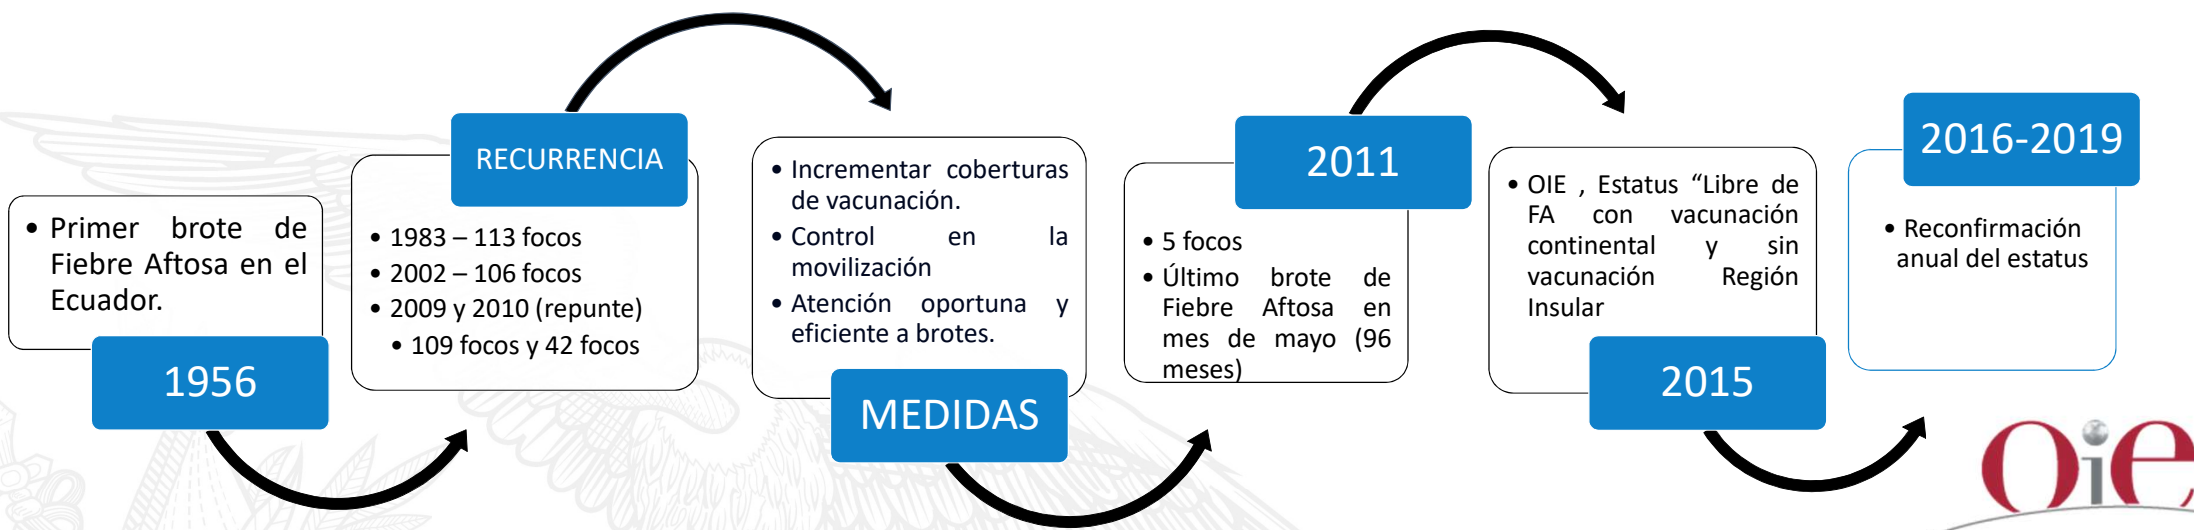 • Primer brote de
Fiebre Aftosa en el
Ecuador.
1956
RECURRENCIA
• 1983 – 113 focos
• 2002 – 106 focos
• 2009 y 2010 (repunte)
• 109 focos y 42 focos
• Incrementar coberturas
de vacunación.
• Control en la
movilización
• Atención oportuna y
eficiente a brotes.
MEDIDAS
2011
• 5 focos
• Último brote de
Fiebre Aftosa en
mes de mayo (96
meses)
• OIE , Estatus “Libre de
FA con vacunación
continental y sin
vacunación Región
Insular
2015
2016-2019
• Reconfirmación
anual del estatus
Oie